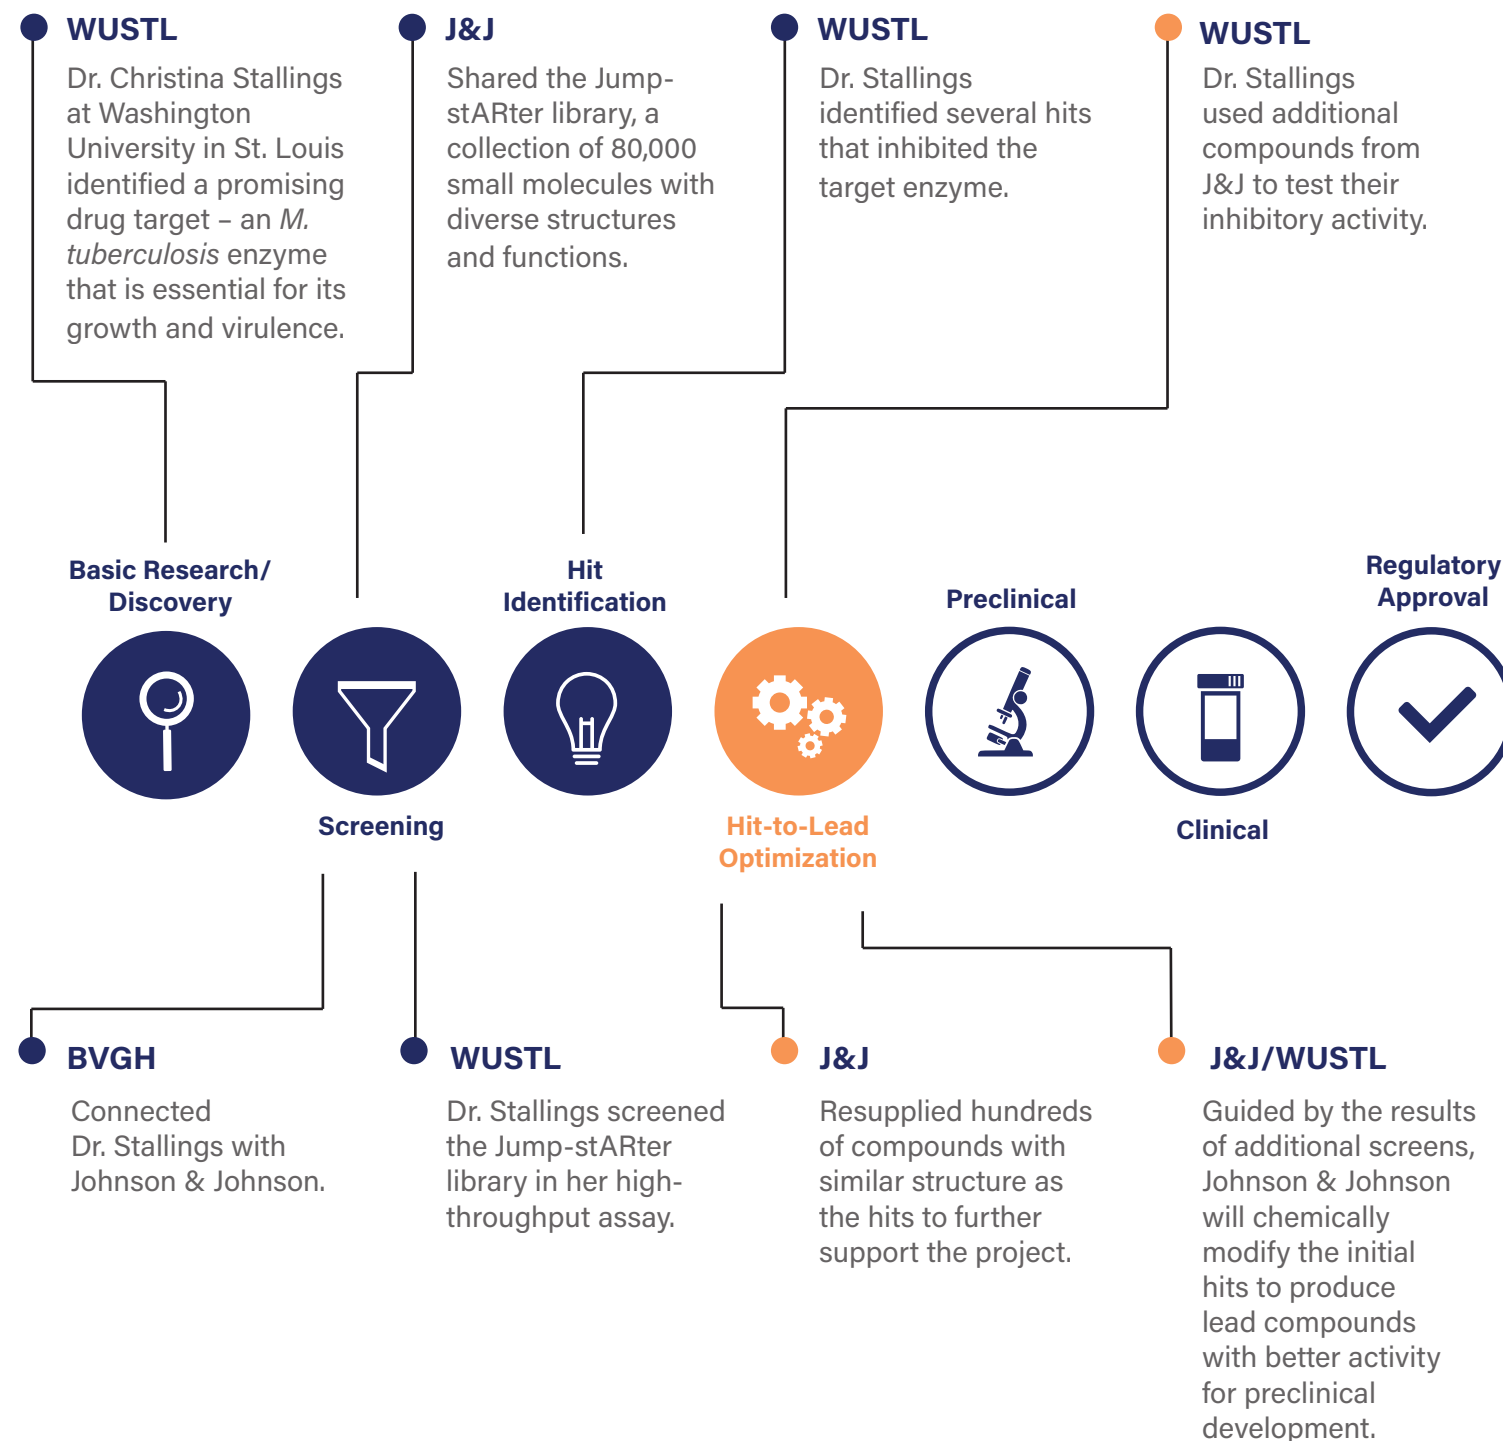 WUSTL
Dr. Christina Stallings
at Washington
University in St. Louis
identified a promising
drug target – an M.
tuberculosis enzyme
that is essential for its
growth and virulence.
J&J
Shared the Jump-
stARter library, a
collection of 80,000
small molecules with
diverse structures
and functions.
WUSTL
Dr. Stallings
identified several hits
that inhibited the
target enzyme.
WUSTL
Dr. Stallings
used additional
compounds from
J&J to test their
inhibitory activity.
Basic Research/
Discovery
Screening
Hit
Identification
Hit-to-Lead
Optimization
Preclinical
Clinical
Regulatory
Approval
BVGH
Connected
Dr. Stallings with
Johnson & Johnson.
WUSTL
Dr. Stallings screened
the Jump-stARter
library in her high-
throughput assay.
J&J
Resupplied hundreds
of compounds with
similar structure as
the hits to further
support the project.
J&J/WUSTL
Guided by the results
of additional screens,
Johnson & Johnson
will chemically
modify the initial
hits to produce
lead compounds
with better activity
for preclinical
development.